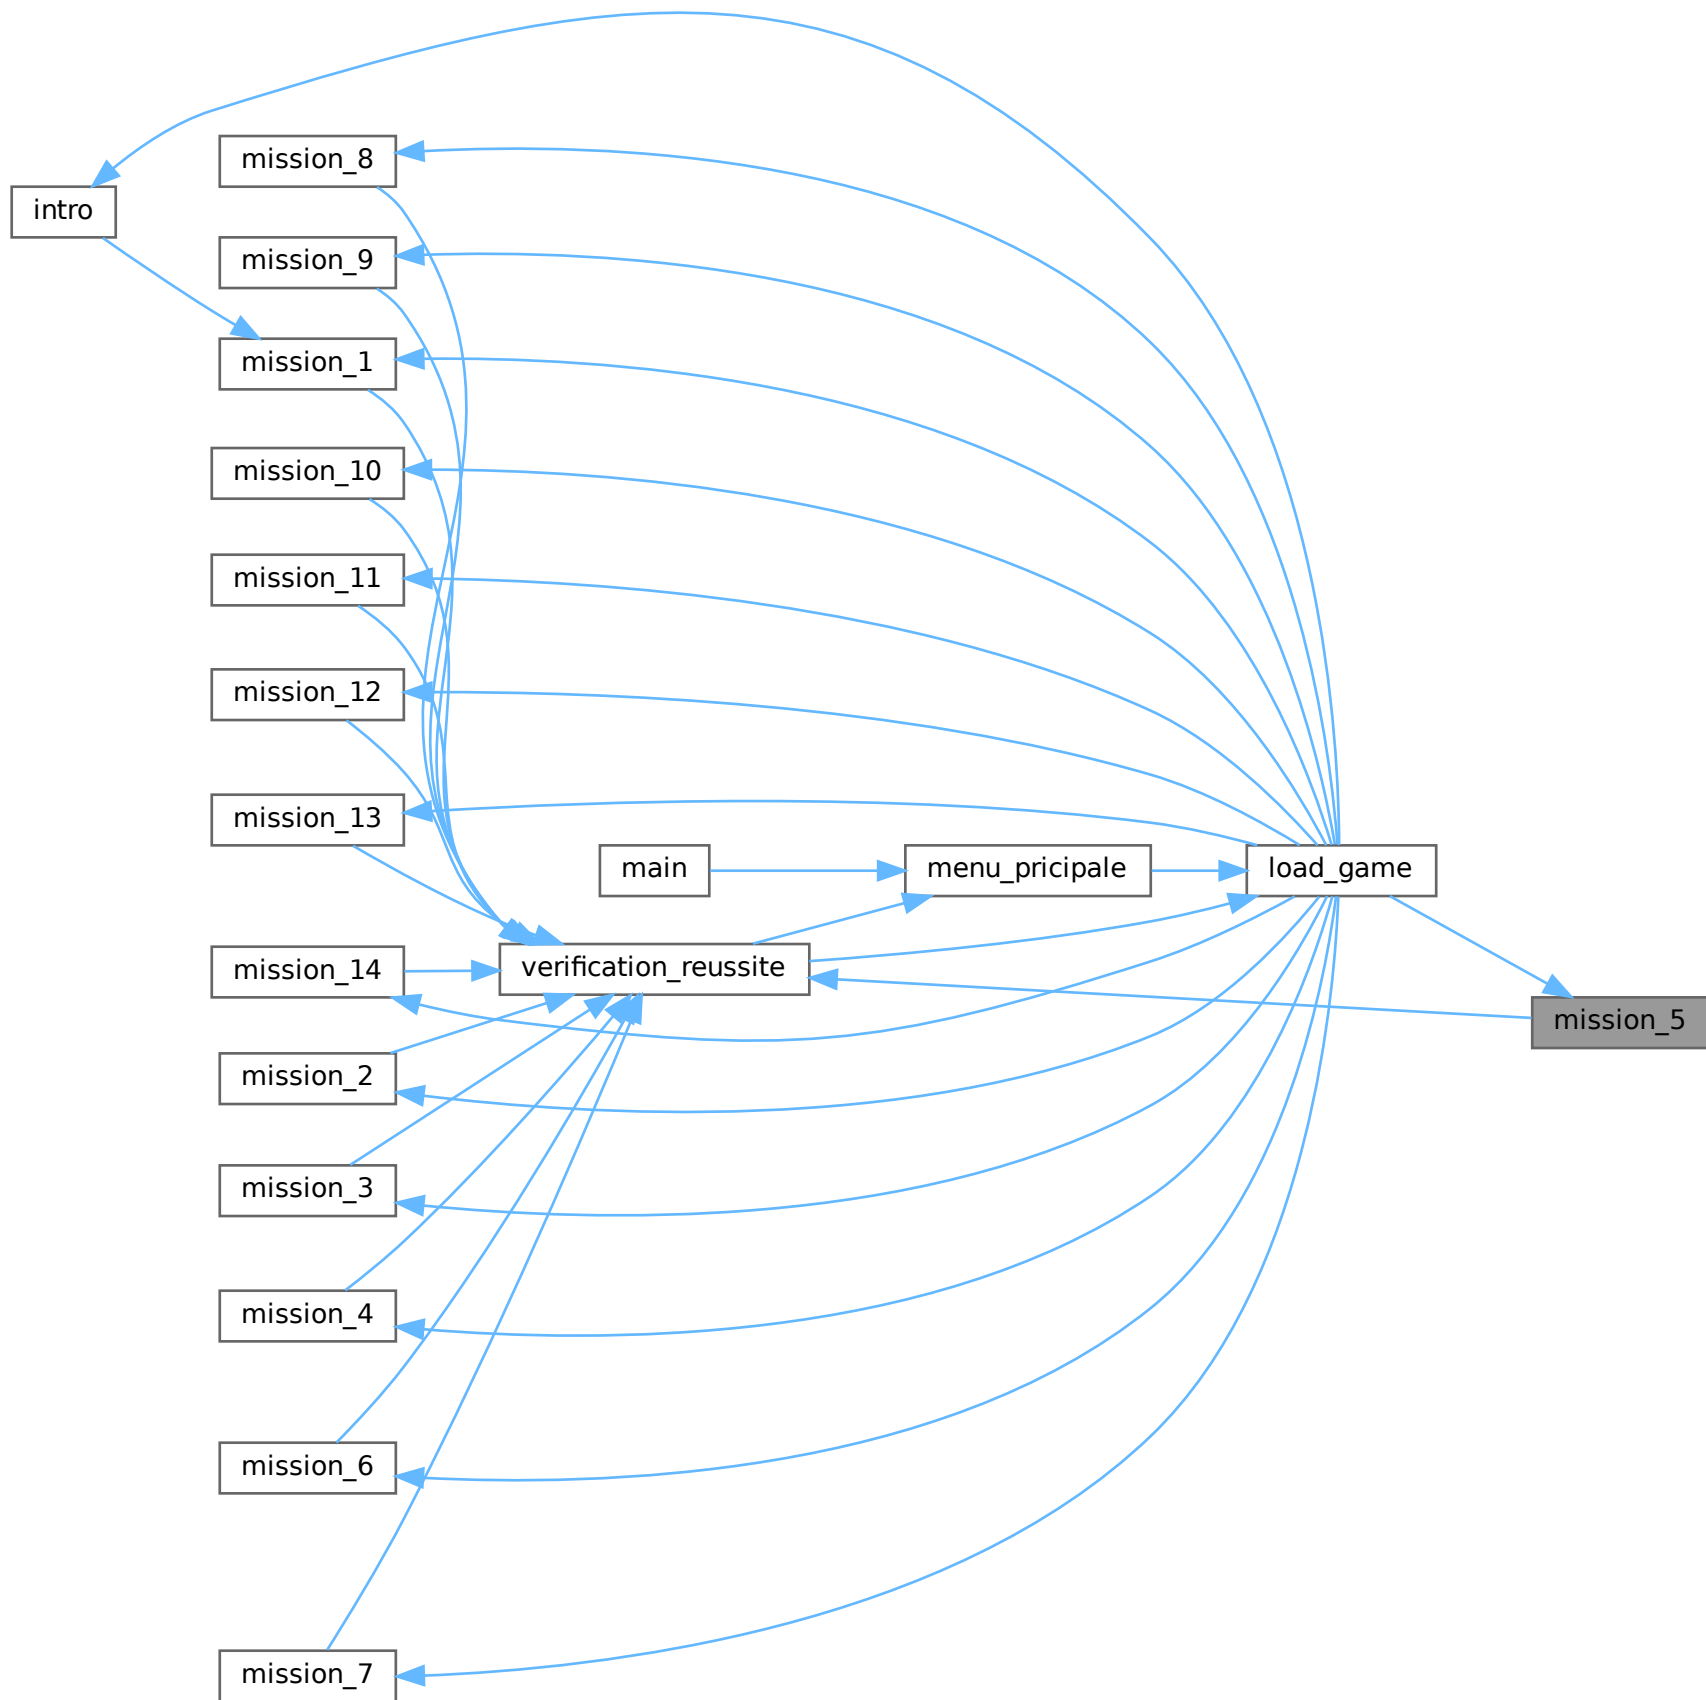 mission_8
intro
mission_9
mission_1
mission_10
mission_11
mission_12
mission_13
main
menu_pricipale
load_game
mission_14
verification_reussite
mission_5
mission_2
mission_3
mission_4
mission_6
mission_7